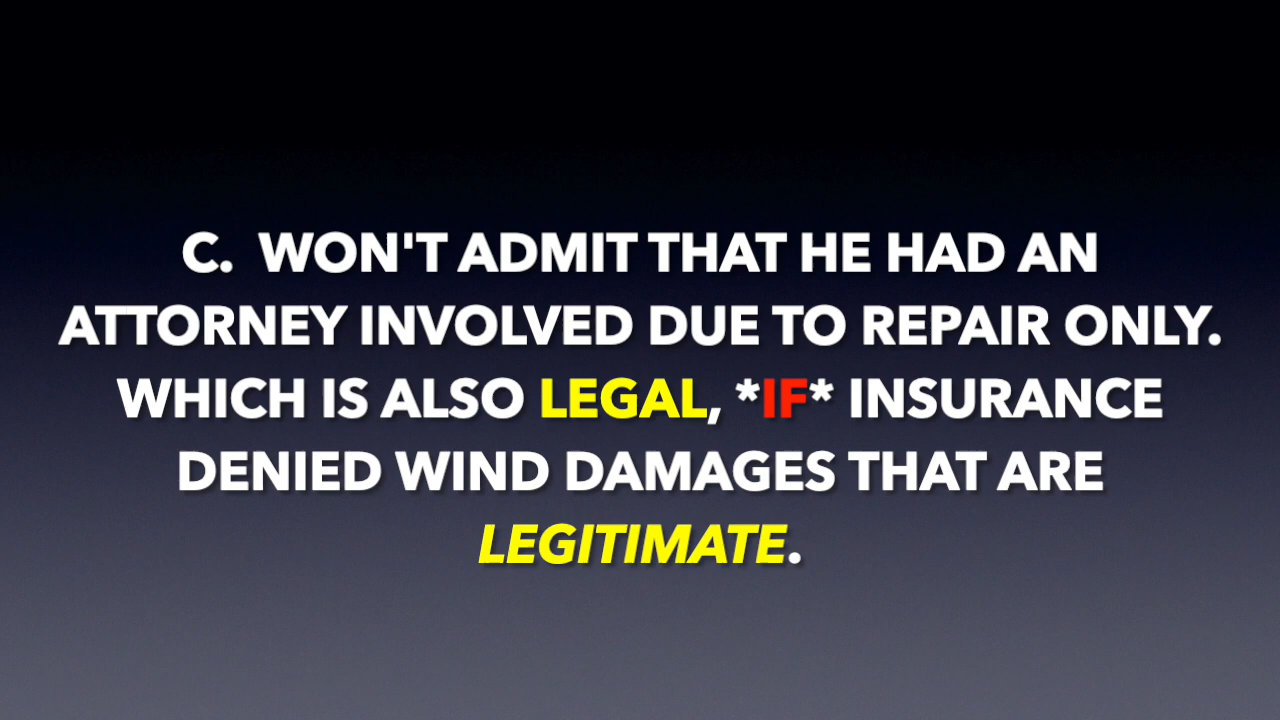 C.  WON'T ADMIT THAT HE HAD AN
ATTORNEY INVOLVED DUE TO REPAIR ONLY.
WHICH IS ALSO LEGAL, *IF* INSURANCE
DENIED WIND DAMAGES THAT ARE
LEGITIMATE.